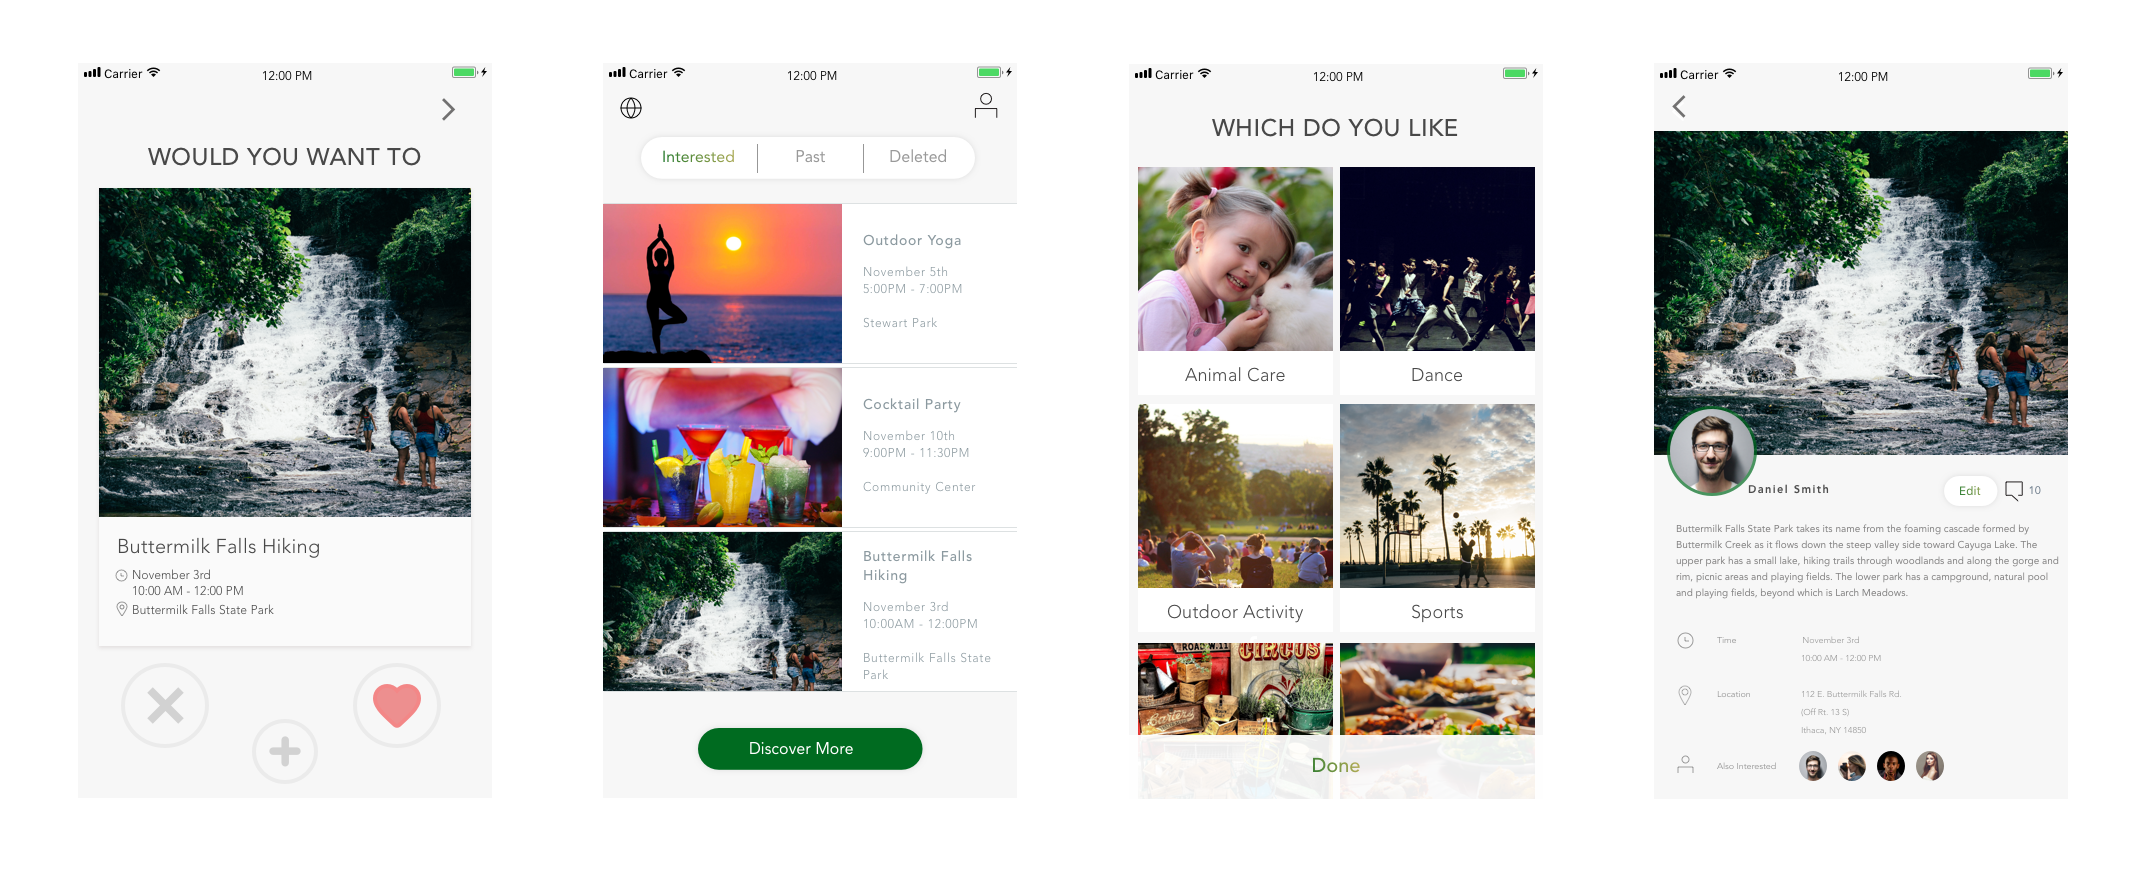 Carrier
12:00 PM
WOULD YOU WANT TO
Buttermilk Falls Hiking
November 3rd
10:00 AM - 12:00 PM
Buttermilk Falls State Park
Carrier
12:00 PM
Interested
Past
Deleted
Outdoor Yoga
November 5th
5:00PM - 7:00PM
Stewart Park
Cocktail Party
November 10th
9:00PM - 11:30PM
Community Center
Buttermilk Falls
Hiking
November 3rd
10:00AM - 12:00PM
Buttermilk Falls State
Park
Discover More
Carrier
12:00 PM
WHICH DO YOU LIKE
Animal Care
Dance
Outdoor Activity
Sports
ROAD W.11
CIRCUS
Carters
Done
Carrier
12:00 PM
Daniel Smith
Edit
10
Buttermilk Falls State Park takes its name from the foaming cascade formed by
Buttermilk Creek as it flows down the steep valley side toward Cayuga Lake. The
upper park has a small lake, hiking trails through woodlands and along the gorge and
rim, picnic areas and playing fields. The lower park has a campground, natural pool
and playing fields, beyond which is Larch Meadows.
Time
November 3rd
10:00 AM - 12:00 PM
Location
112 E. Buttermilk Falls Rd.
(Off Rt. 13 S)
Ithaca, NY 14850
Also Interested